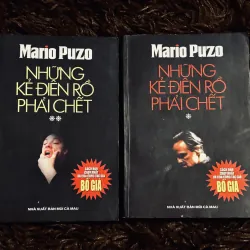 Mario Puzo
NHỮNG
KẺ ĐIÊN RỒ
PHẢI CHẾT
**
BỐ GIÀ
NHÀ XUẤT BẢN MŨI CÀ MAU
Mario Puzo
NHỮNG
KẺ ĐIÊN RỒ
PHẢI CHẾT
*
BỐ GIÀ
NHÀ XUẤT BẢN MŨI CÀ MAU